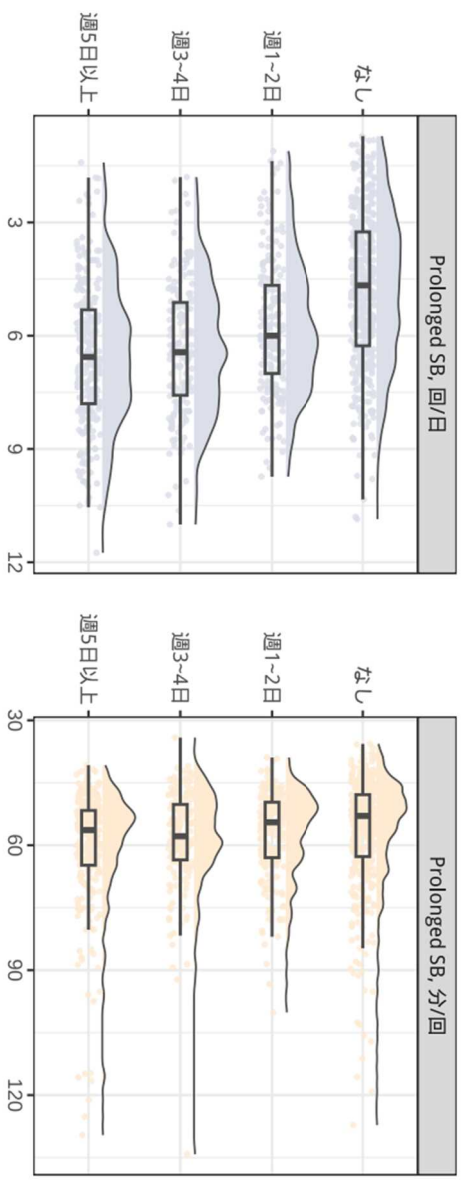 Prolonged SB, 回/日
なし
週1~2日
週3~4日
週5日以上
3
6
9
12
Prolonged SB, 分/回
なし
週1~2日
週3~4日
週5日以上
30
60
90
120